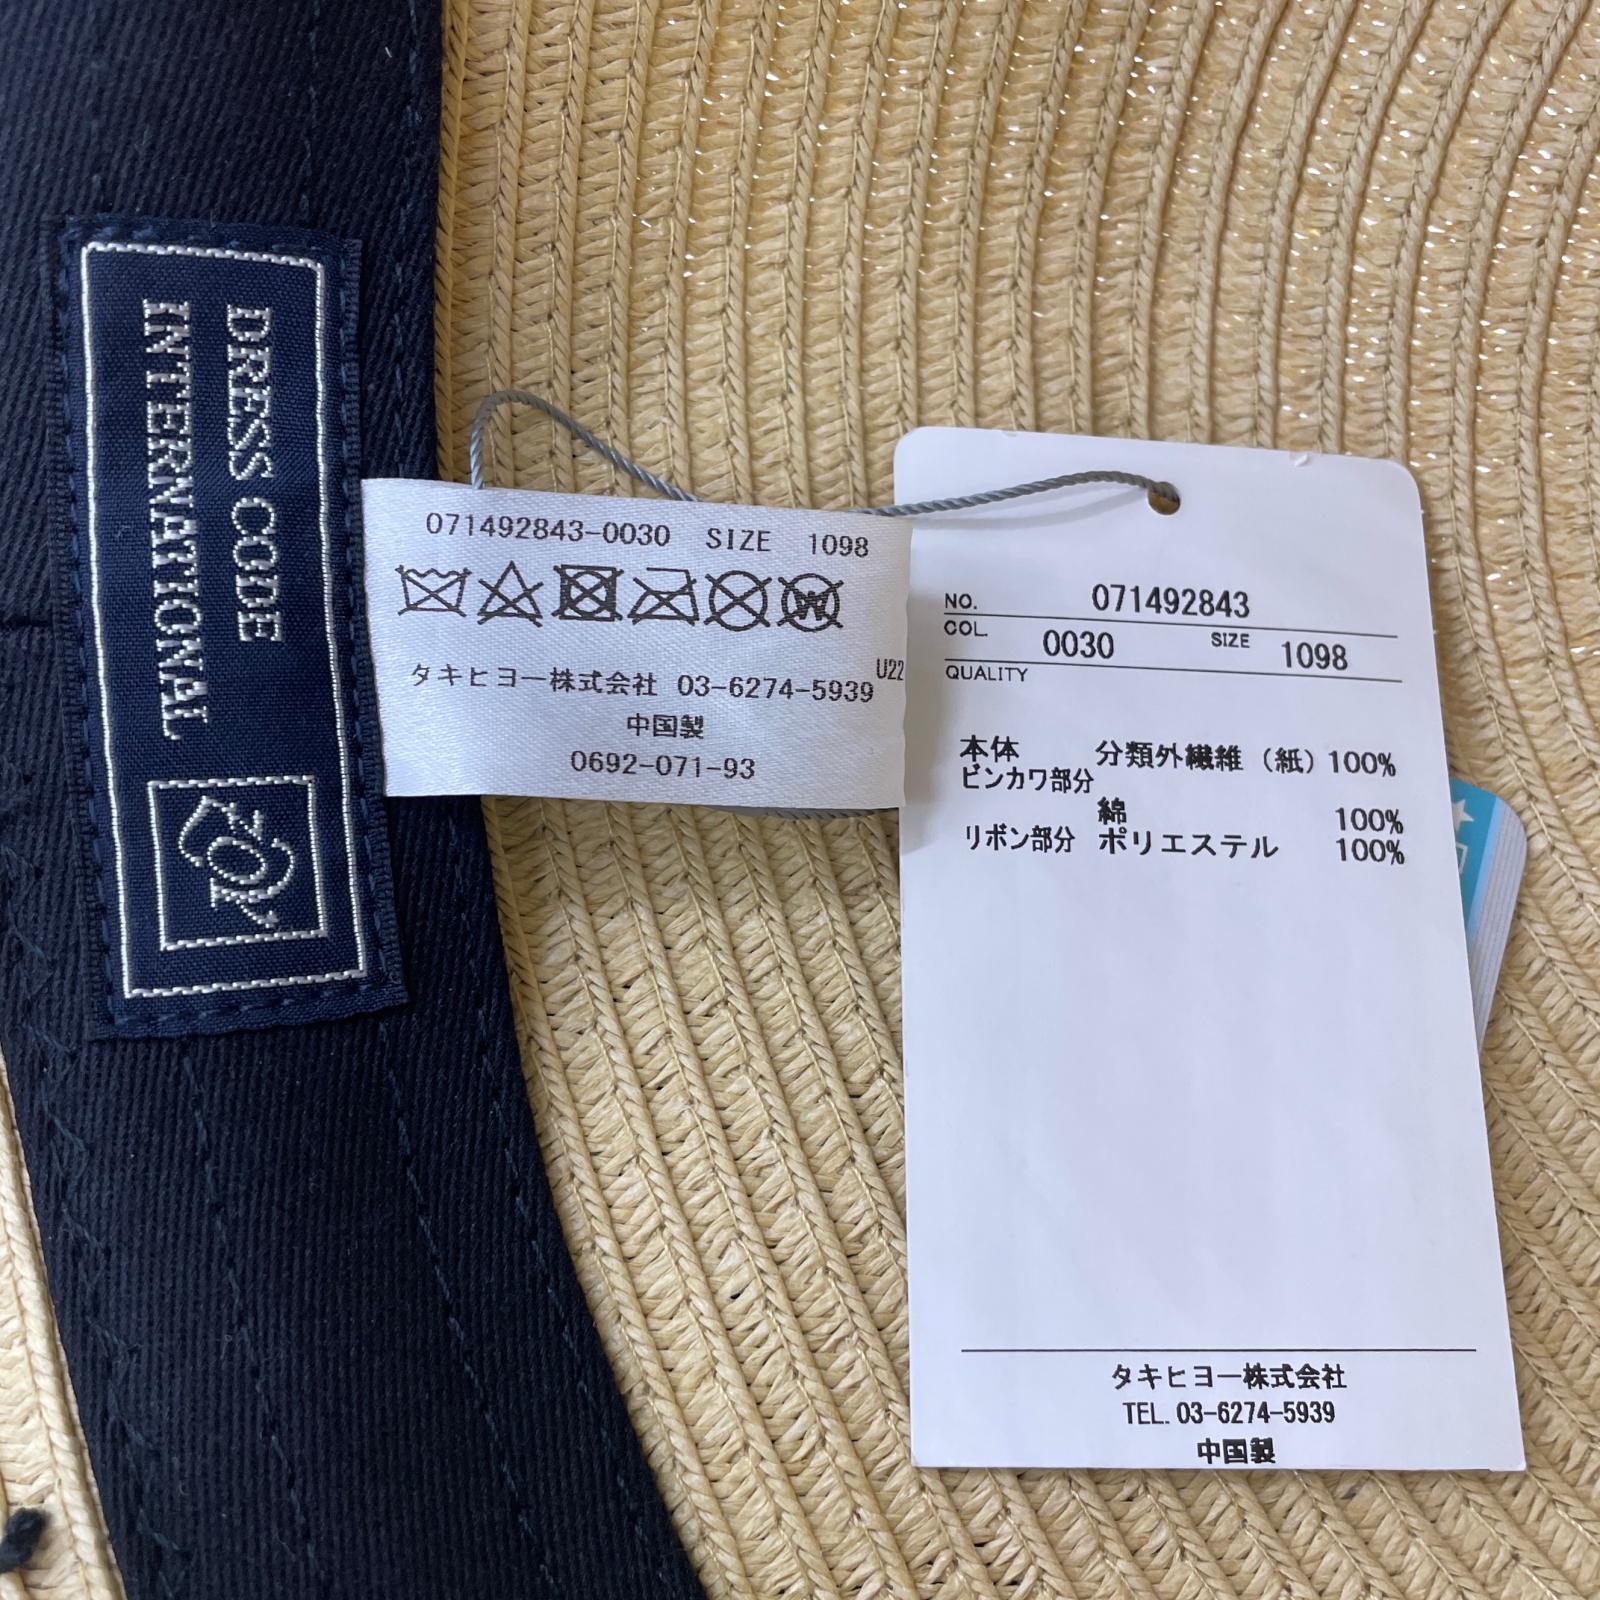 DRESS CODE
INTERNATIONAL
071492843-0030 SIZE 1098
W
タキヒヨー株式会社 03-6274-5939 U22
中国製
0692-071-93
NO. 071492843
COL. 0030 SIZE 1098
QUALITY
本体 分類外繊維（紙）100%
ビンカワ部分
綿 100%
リボン部分 ポリエステル 100%
タキヒヨー株式会社
TEL. 03-6274-5939
中国製